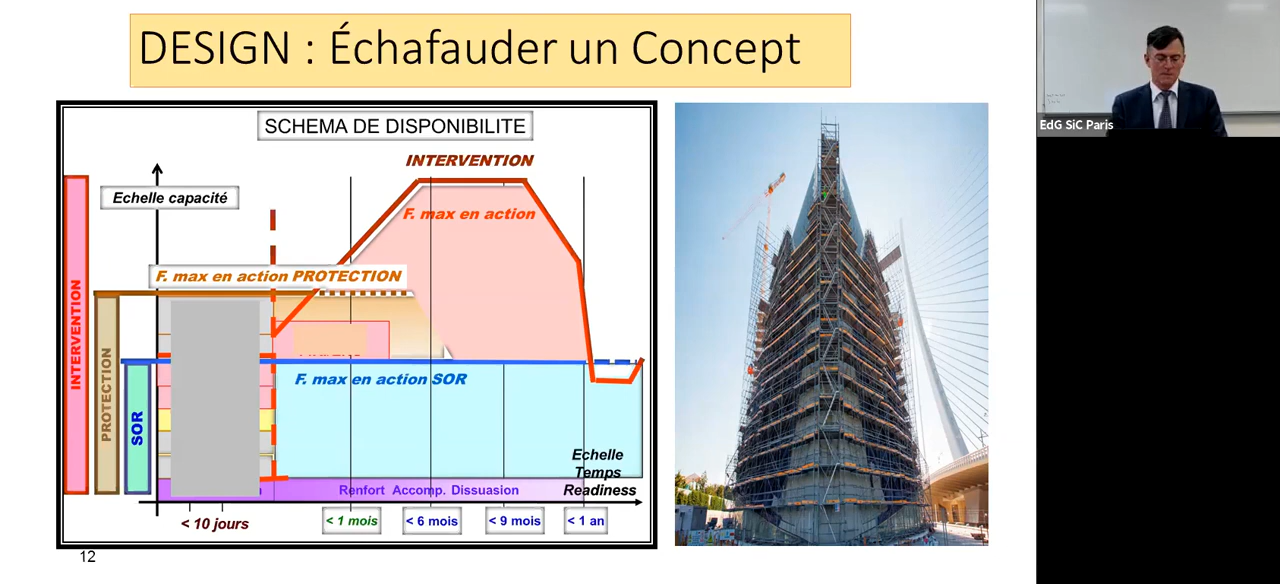 DESIGN : Échafauder un Concept
EdG SiC Paris
SCHEMA DE DISPONIBILITE
INTERVENTION
Echelle capacité
F. max en action
F. max en action PROTECTION
INTERVENTION
PROTECTION
SOR
F. max en action SOR
Echelle
Temps
Readiness
Renfort Accomp. Dissuasion
< 10 jours
< 1 mois
< 6 mois
< 9 mois
< 1 an
12